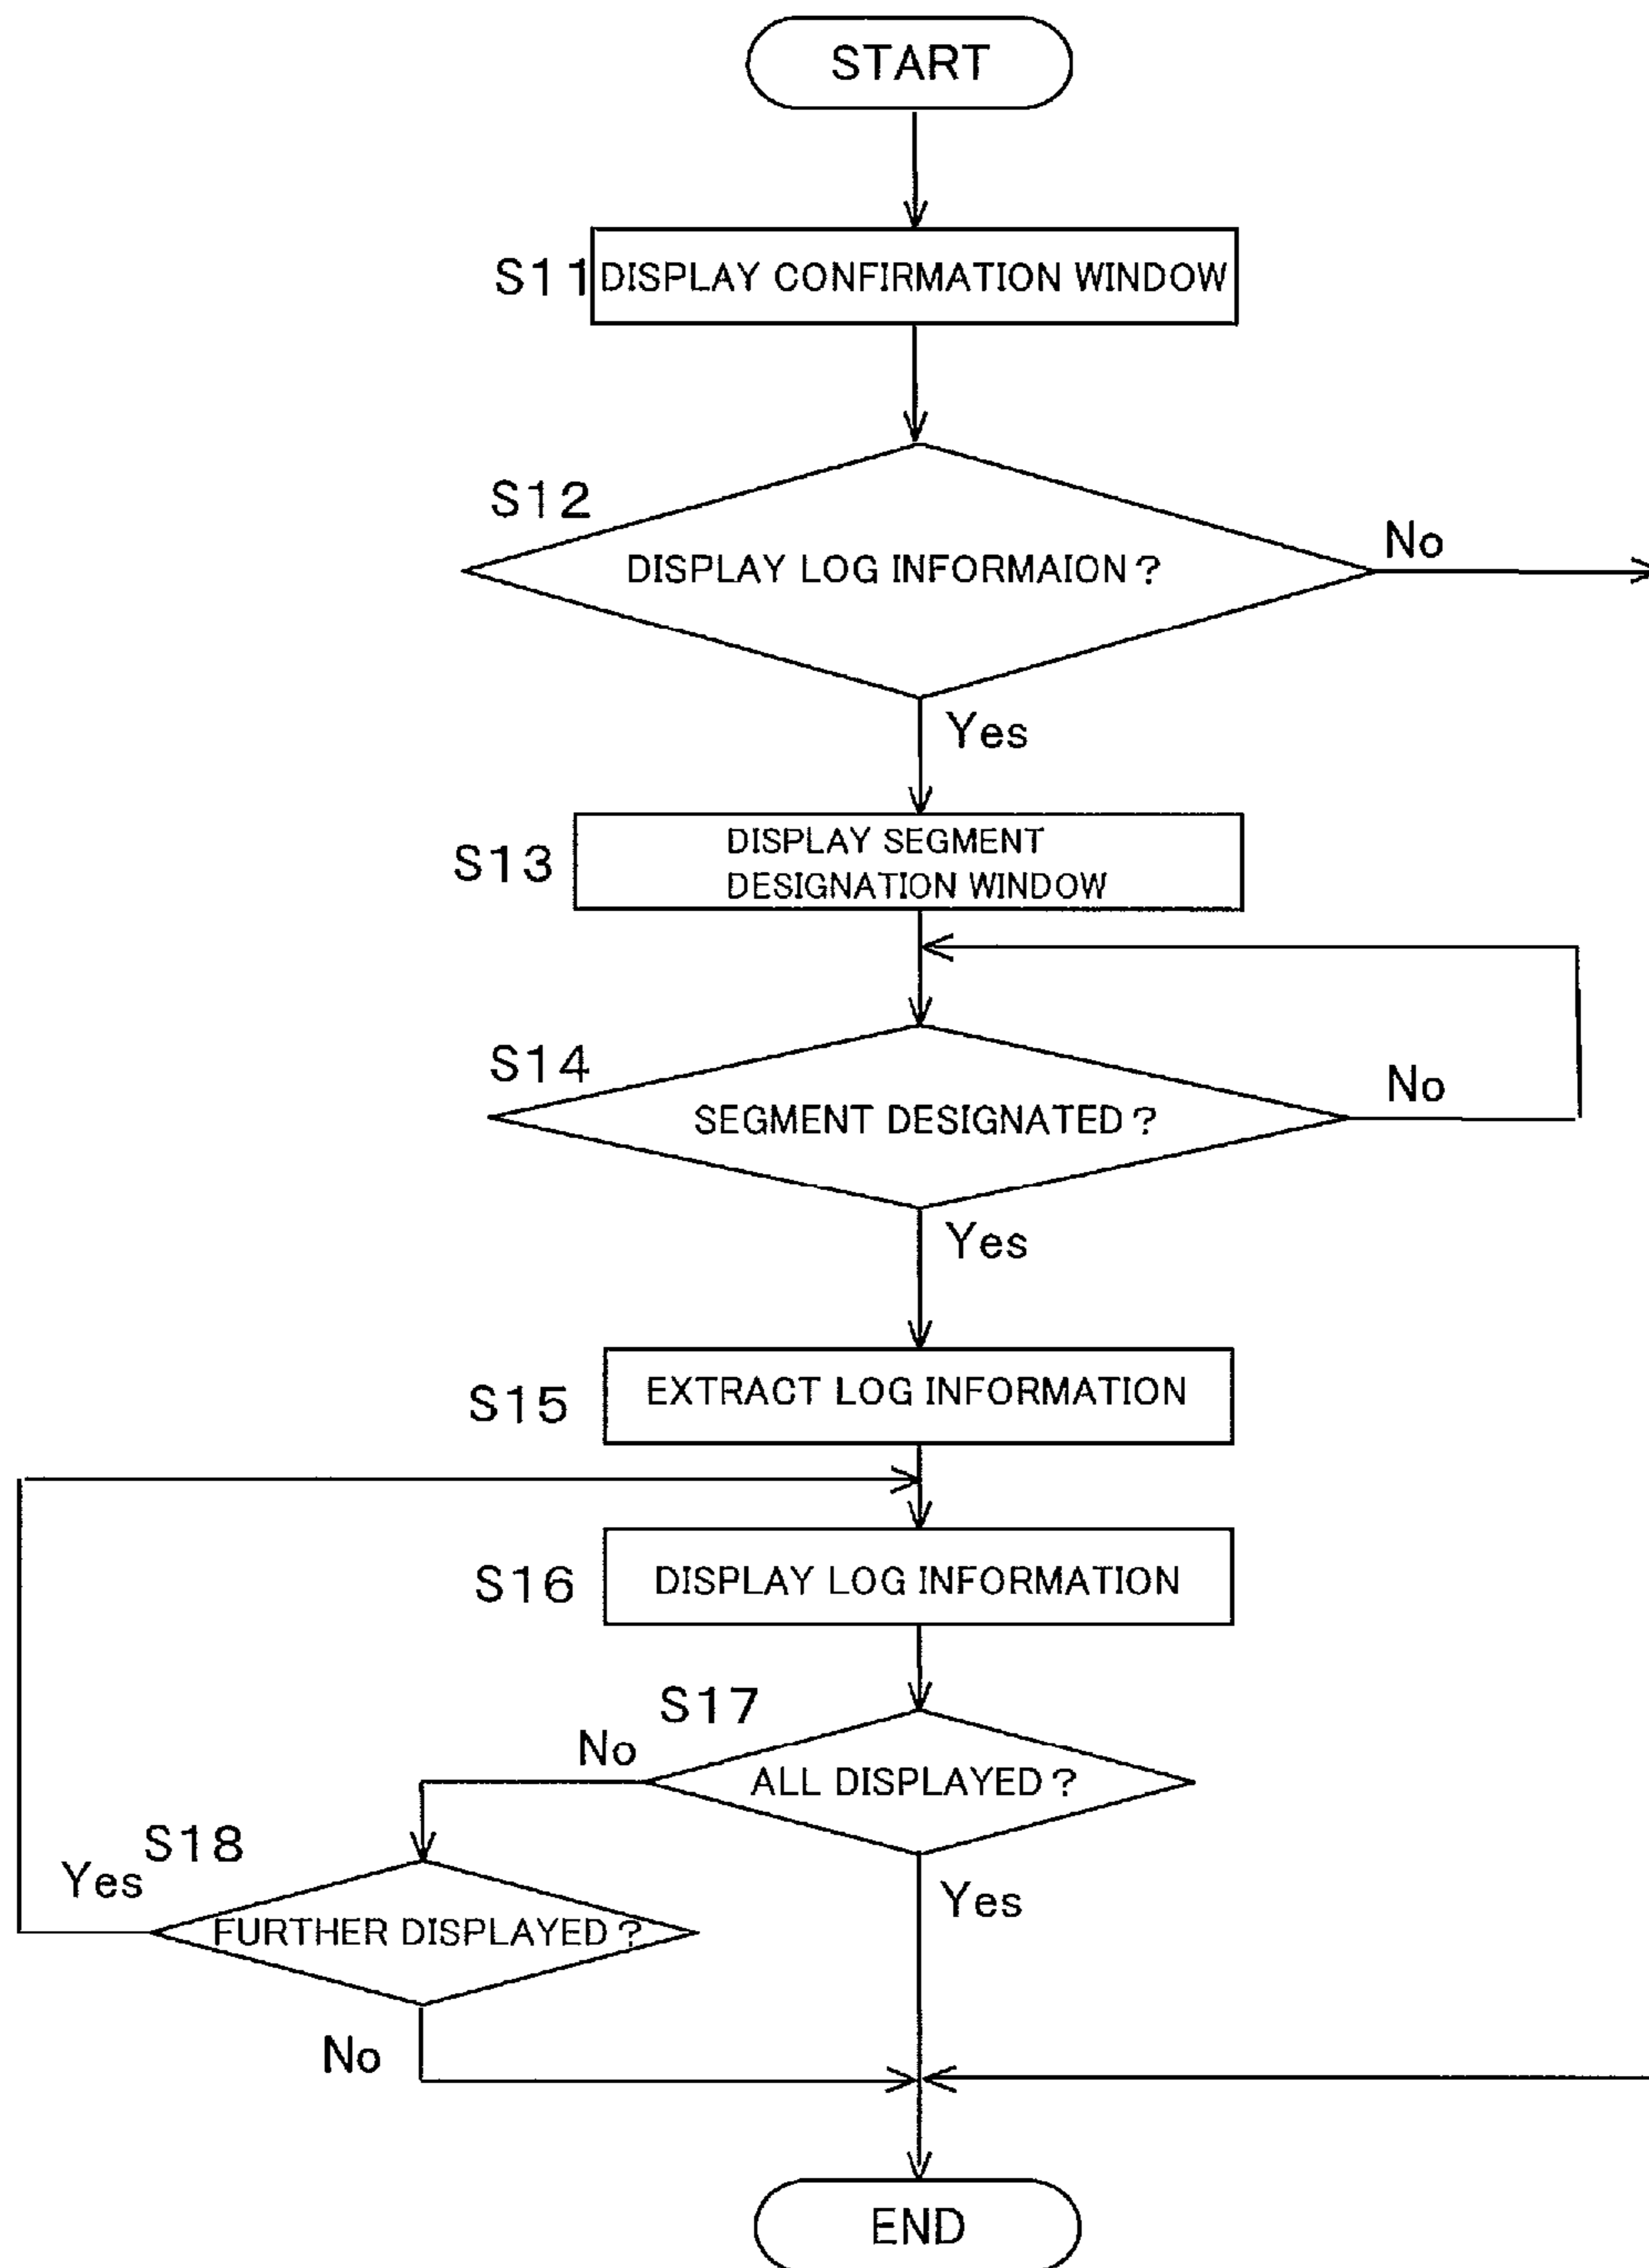 START
S11
DISPLAY CONFIRMATION WINDOW
S12
DISPLAY LOG INFORMAION?
No
Yes
S13
DISPLAY SEGMENT
DESIGNATION WINDOW
S14
SEGMENT DESIGNATED?
No
Yes
S15
EXTRACT LOG INFORMATION
S16
DISPLAY LOG INFORMATION
S17
No
ALL DISPLAYED?
S18
Yes
FURTHER DISPLAYED?
Yes
No
END